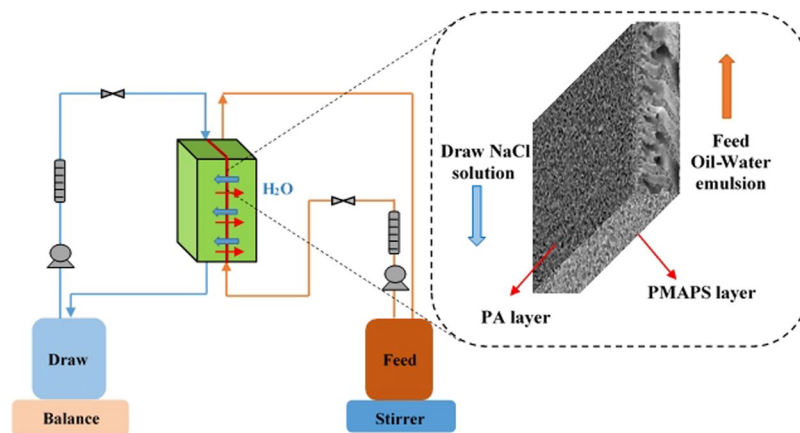 H₂O
Draw
Balance
Feed
Stirrer
Draw NaCl
solution
Feed
Oil-Water
emulsion
PA layer
PMAPS layer